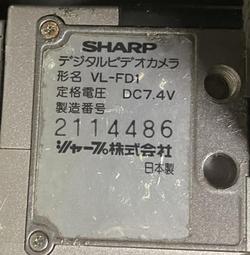 SHARP
デジタルビデオカメラ
形名 VL-FD1
定格電圧 DC7.4V
製造番号
2114486
シャープ株式会社
日本製